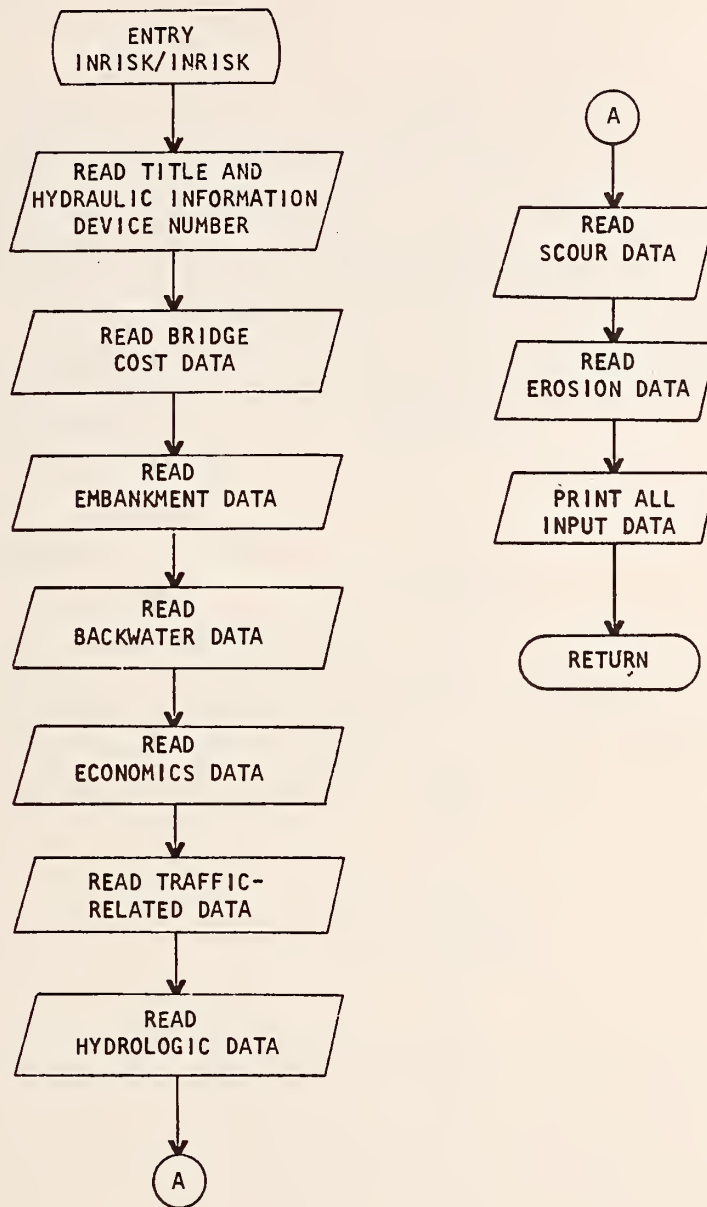 ENTRY
INRISK/INRISK
READ TITLE AND
HYDRAULIC INFORMATION
DEVICE NUMBER
READ BRIDGE
COST DATA
READ
EMBANKMENT DATA
READ
BACKWATER DATA
READ
ECONOMICS DATA
READ TRAFFIC-
RELATED DATA
READ
HYDROLOGIC DATA
A
A
READ
SCOUR DATA
READ
EROSION DATA
PRINT ALL
INPUT DATA
RETURN